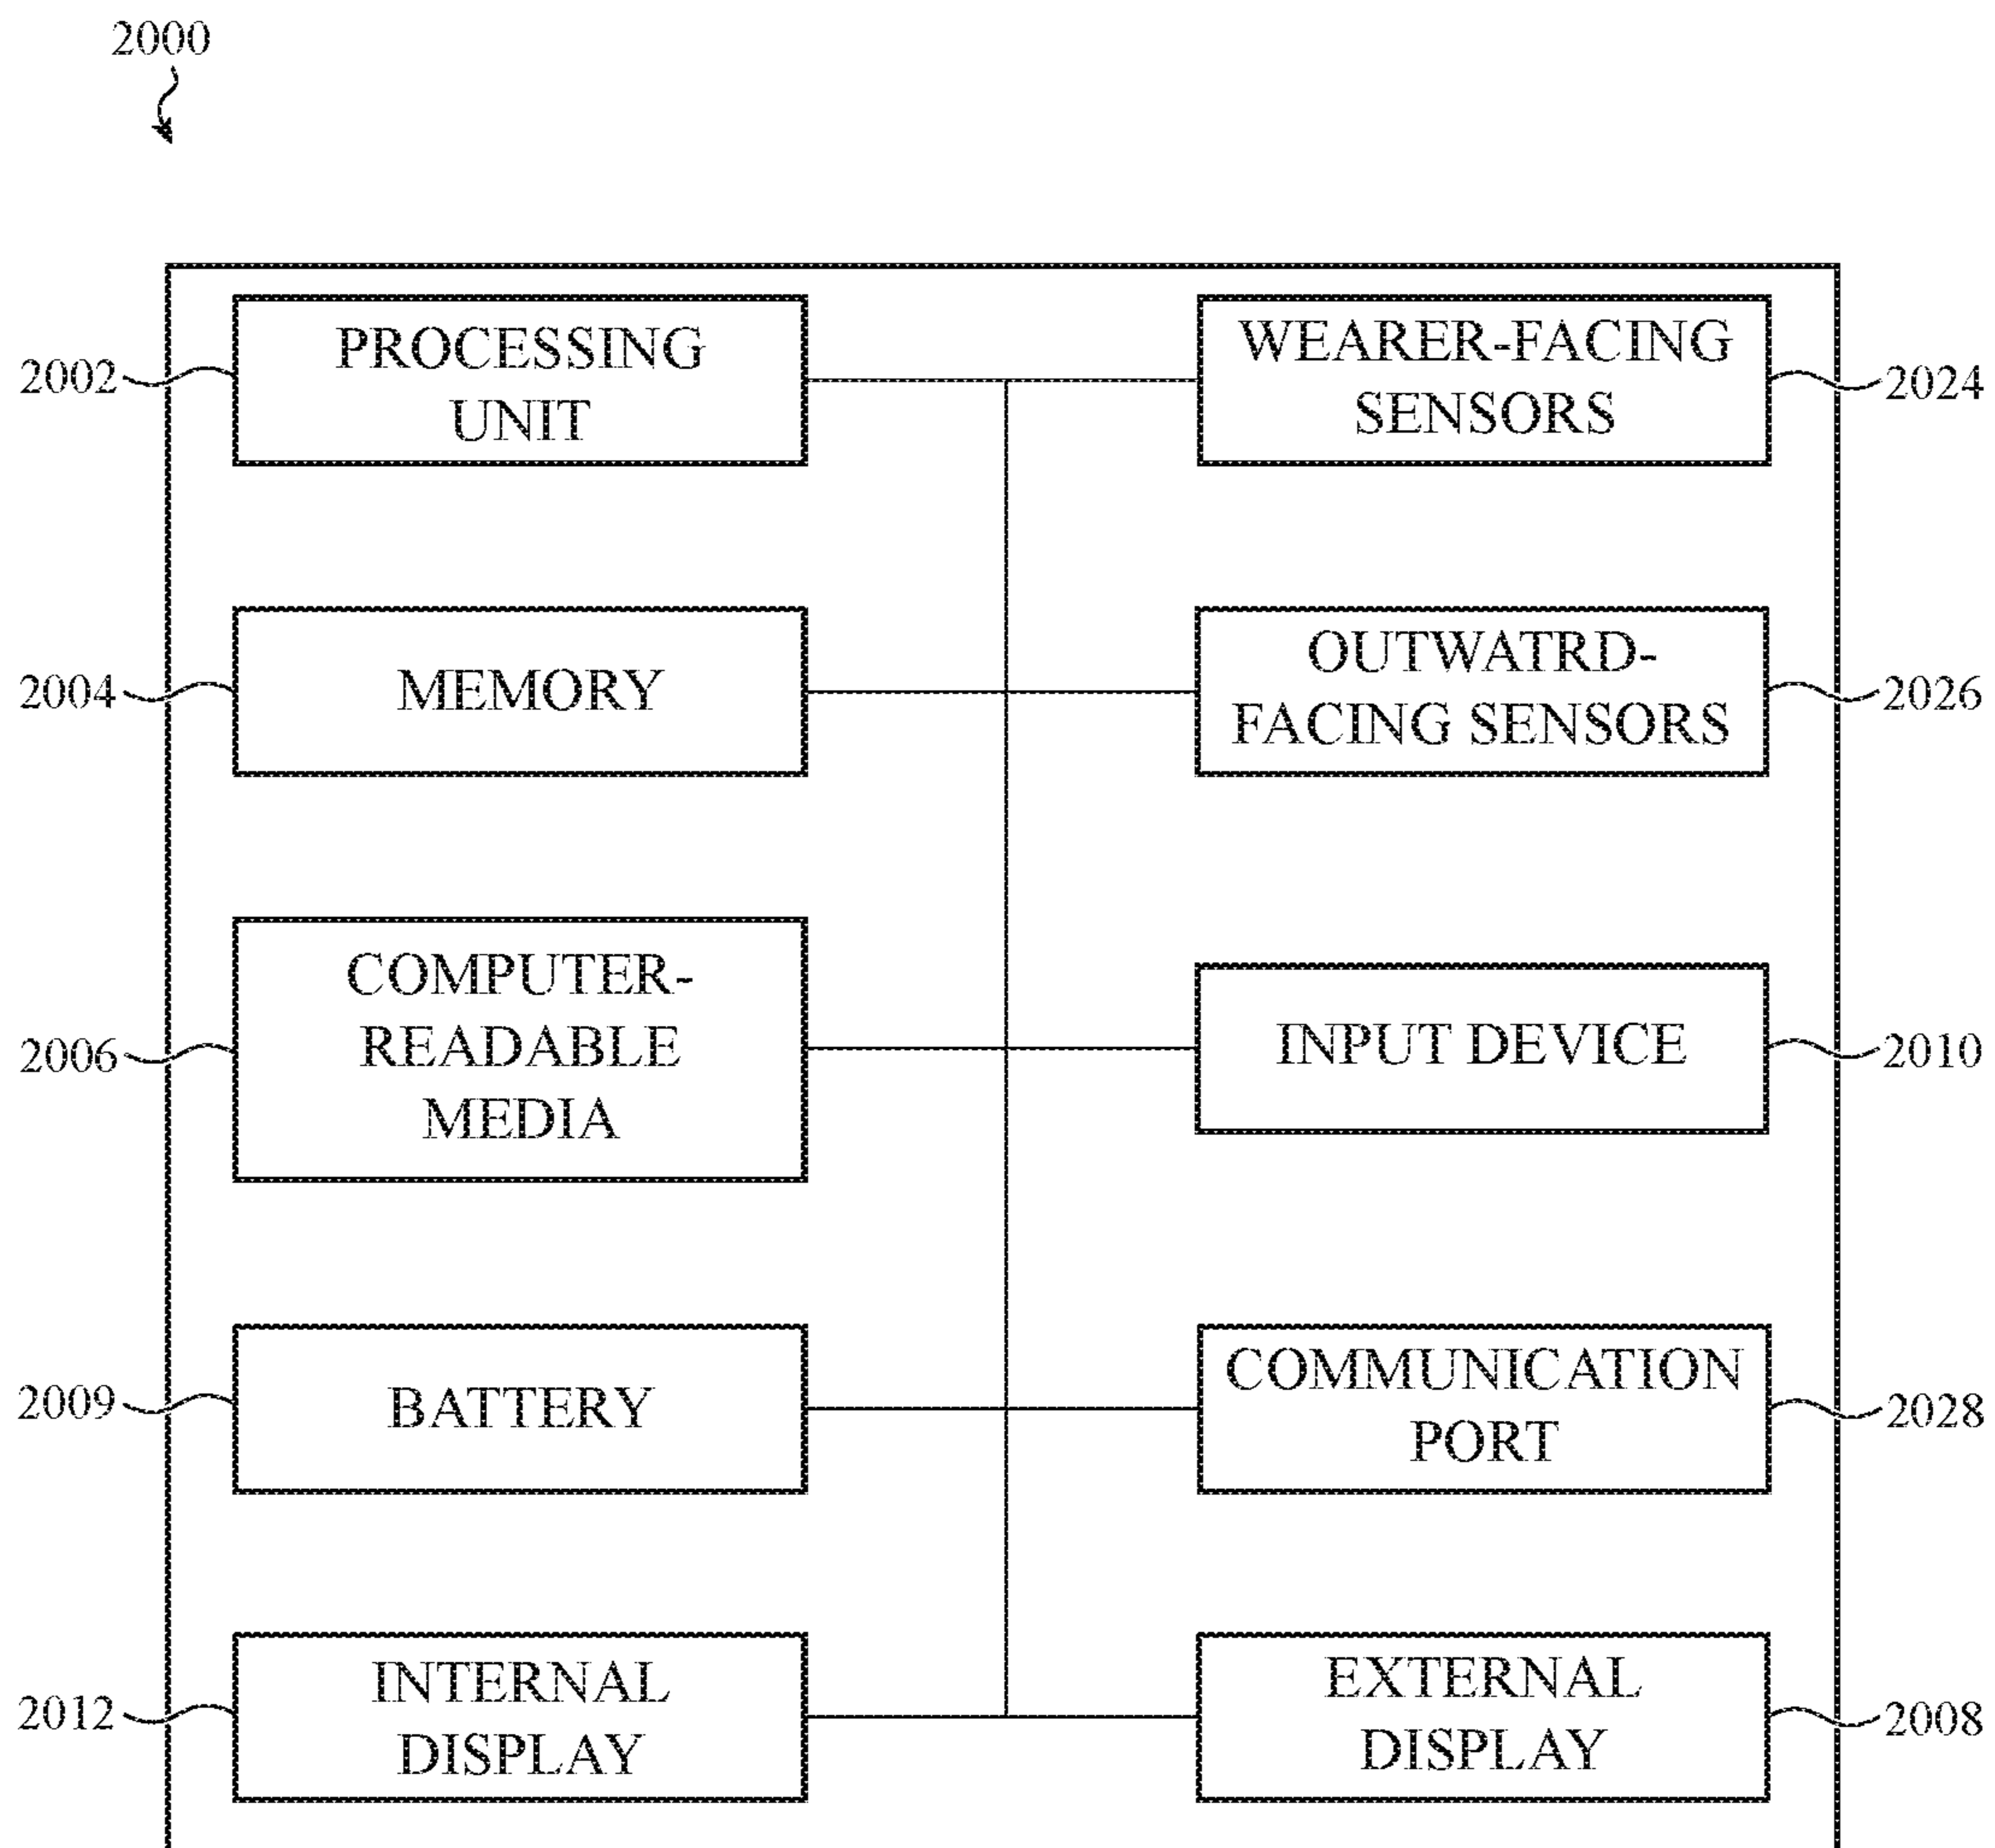 2000
PROCESSING
UNIT
2002
WEARER-FACING
SENSORS
2024
MEMORY
2004
OUTWATRD-
FACING SENSORS
2026
COMPUTER-
READABLE
MEDIA
2006
INPUT DEVICE
2010
BATTERY
2009
COMMUNICATION
PORT
2028
INTERNAL
DISPLAY
2012
EXTERNAL
DISPLAY
2008